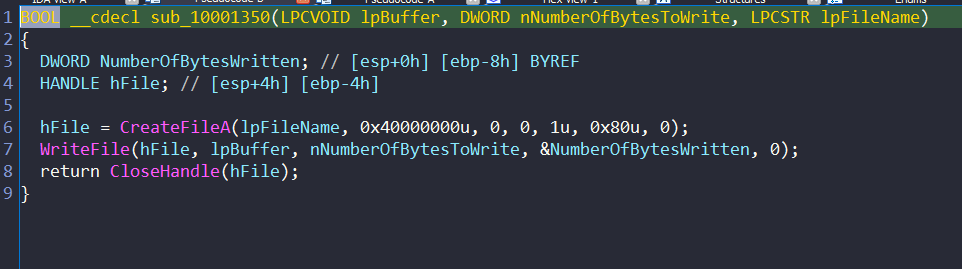 1 BOOL __cdecl sub_10001350(LPCVOID lpBuffer, DWORD nNumberOfBytesToWrite, LPCSTR lpFileName)
2 {
3   DWORD NumberOfBytesWritten; // [esp+0h] [ebp-8h] BYREF
4   HANDLE hFile; // [esp+4h] [ebp-4h]
5
6   hFile = CreateFileA(lpFileName, 0x40000000u, 0, 0, 1u, 0x80u, 0);
7   WriteFile(hFile, lpBuffer, nNumberOfBytesToWrite, &NumberOfBytesWritten, 0);
8   return CloseHandle(hFile);
9 }